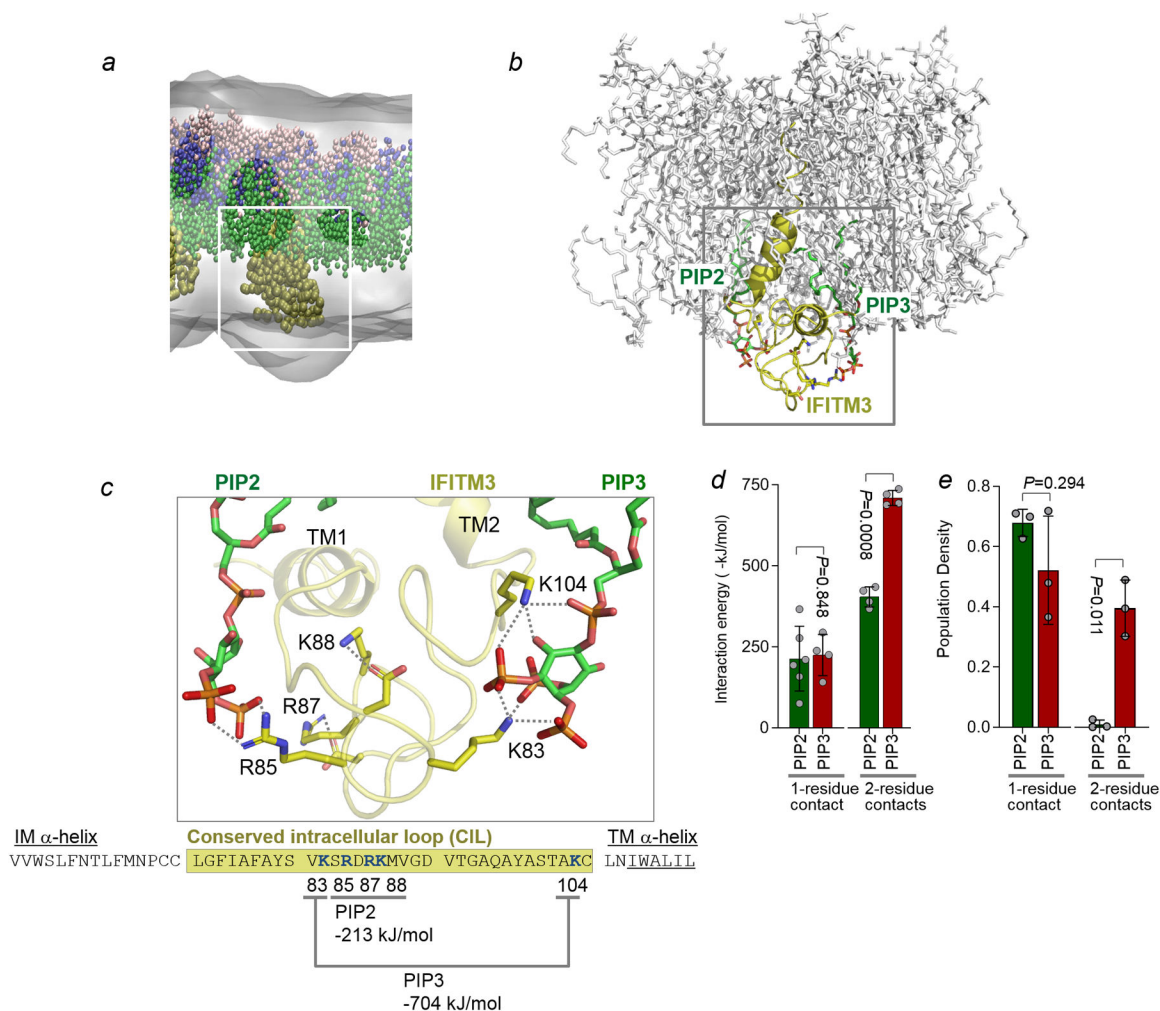 a
b
PIP2
PIP3
IFITM3
c
PIP2
IFITM3
PIP3
TM1
TM2
K104
K88
R87
R85
K83
IM α-helix
Conserved intracellular loop (CIL)
TM α-helix
VVWSLFNTLFMNPCC LGFIAFAYS VKSRDRKMVGD VTGAQAYASTAKC LNIWALIL
83 85 87 88 104
PIP2
-213 kJ/mol
PIP3
-704 kJ/mol
d
Interaction energy ( -kJ/mol)
750
500
250
0
P=0.848
P=0.0008
PIP2
PIP3
PIP2
PIP3
1-residue
contact
2-residue
contacts
e
Population Density
0.8
0.6
0.4
0.2
0.0
P=0.294
P=0.011
PIP2
PIP3
PIP2
PIP3
1-residue
contact
2-residue
contacts